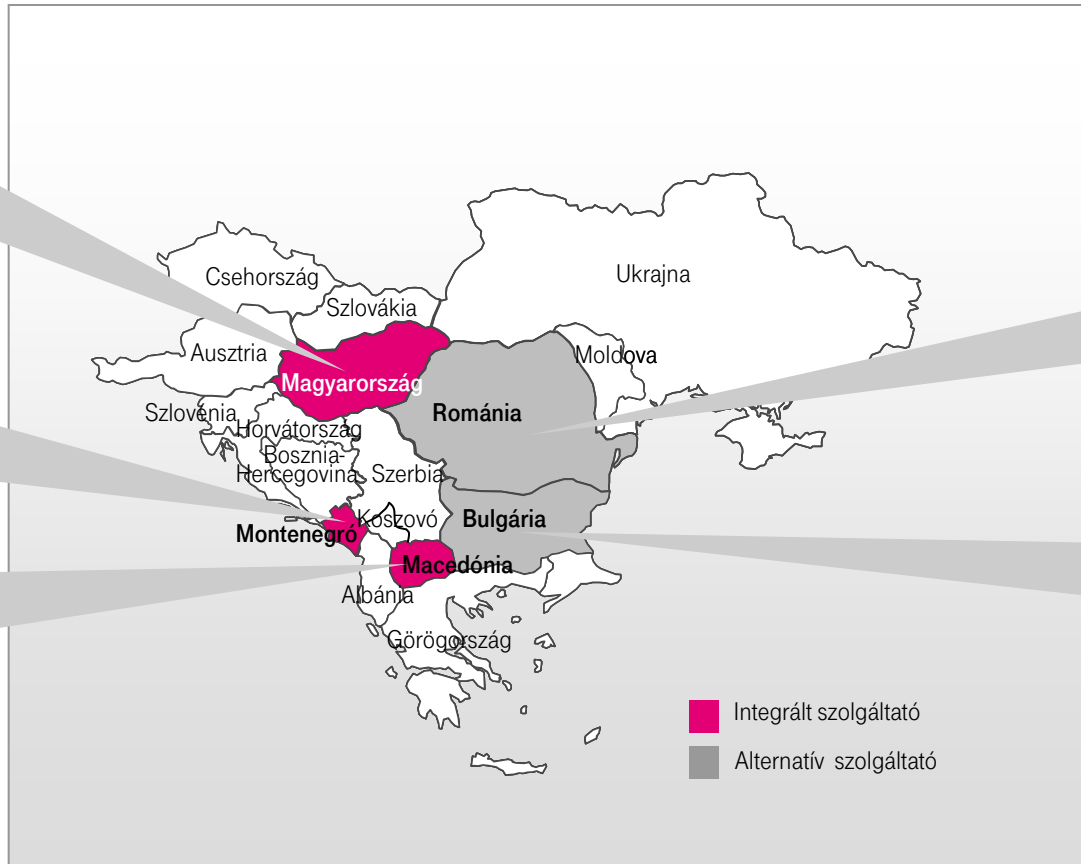 Csehország
Ukrajna
Szlovákia
Ausztria
Moldova
Magyarország
Szlovénia
Románia
Horvátország
Bosznia-
Hercegovina
Szerbia
Koszovó
Bulgária
Montenegró
Macedónia
Albánia
Görögország
Integrált szolgáltató
Alternatív szolgáltató